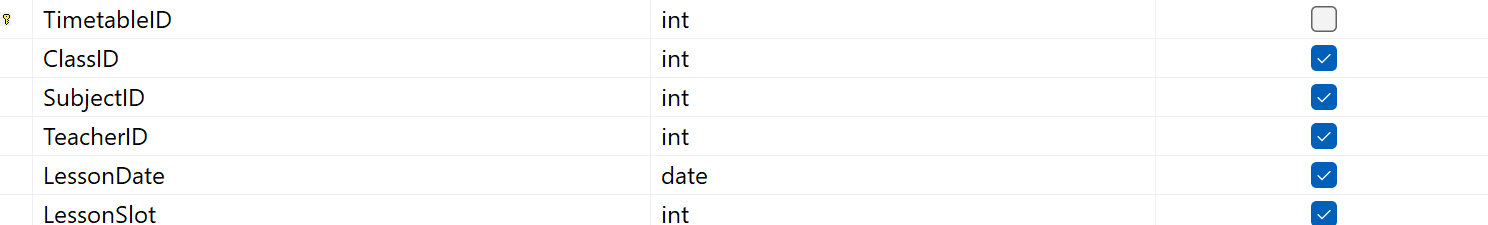 TimetableID int
ClassID int
SubjectID int
TeacherID int
LessonDate date
LessonSlot int